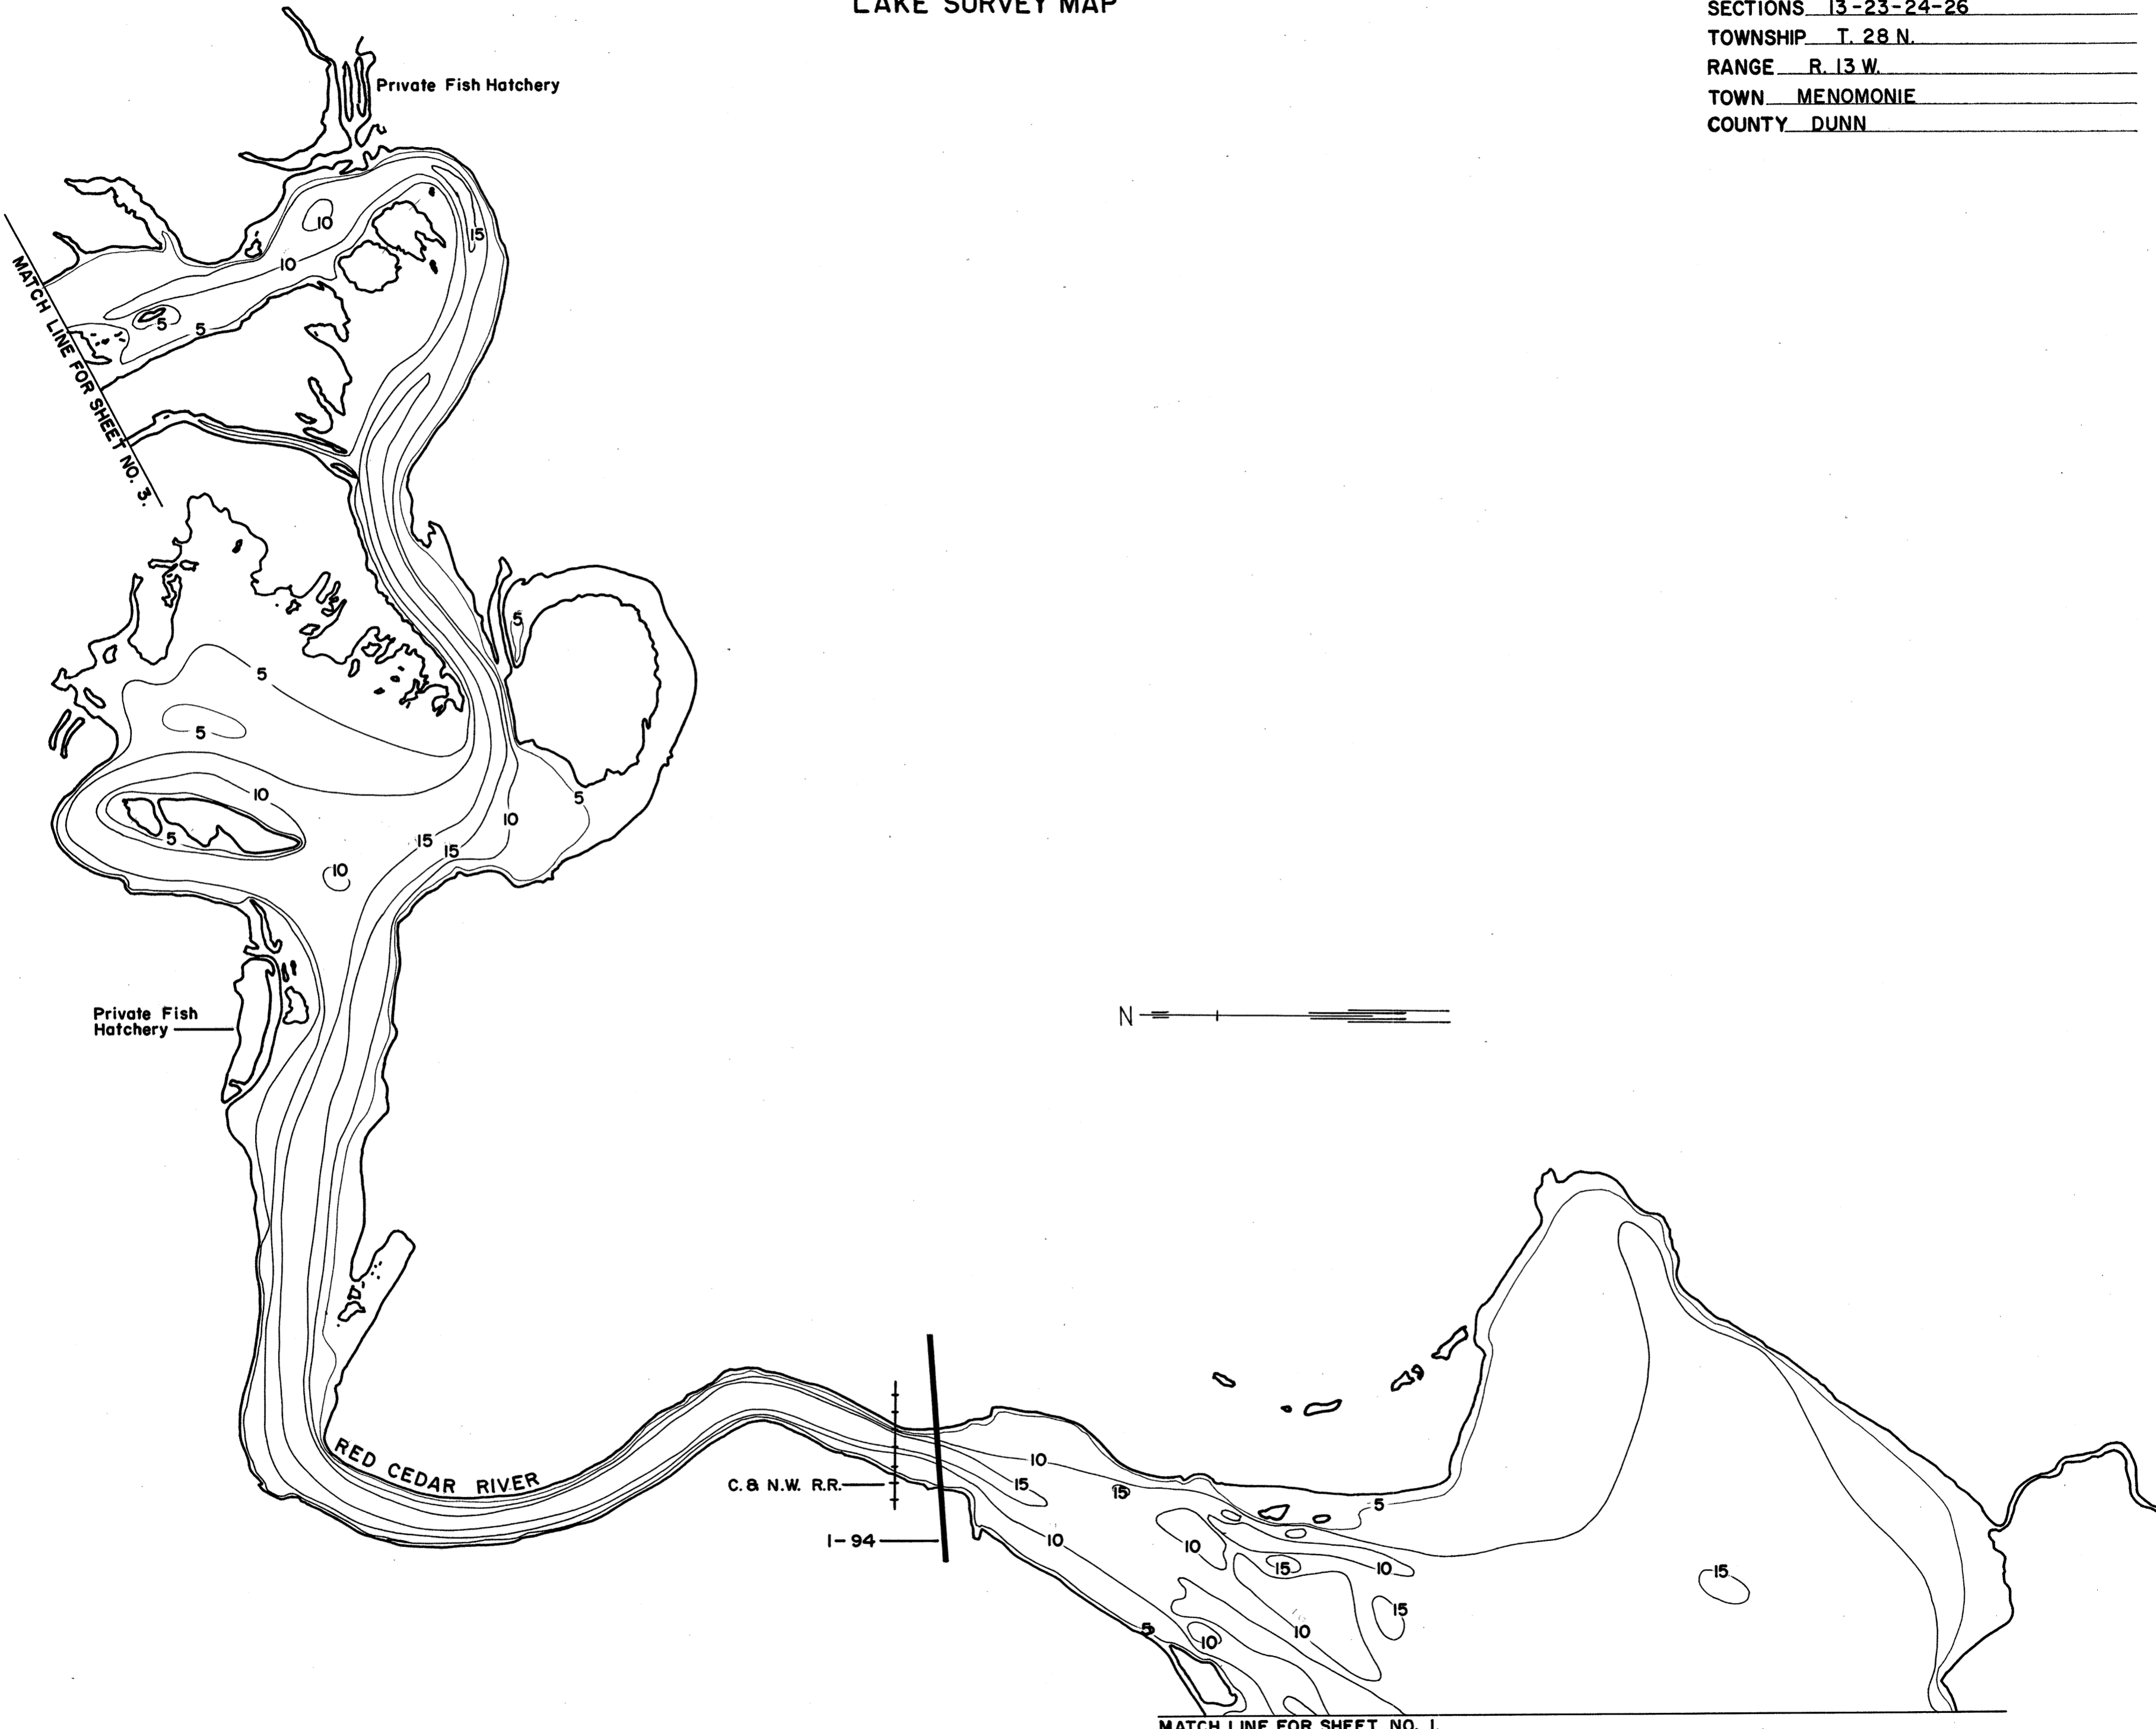 LAKE SURVEY MAP
SECTIONS 13-23-24-26
TOWNSHIP T. 28 N.
RANGE R. 13 W.
TOWN MENOMONIE
COUNTY DUNN
Private Fish Hatchery
10
15
10
MATCH LINE FOR SHEET NO. 3.
5
5
5
5
5
10
5
10
5
15
15
10
Private Fish
Hatchery
N
RED CEDAR RIVER
C. & N.W. R.R.
I-94
10
15
15
5
10
10
15
10
15
15
5
10
10
MATCH LINE FOR SHEET NO. 1.